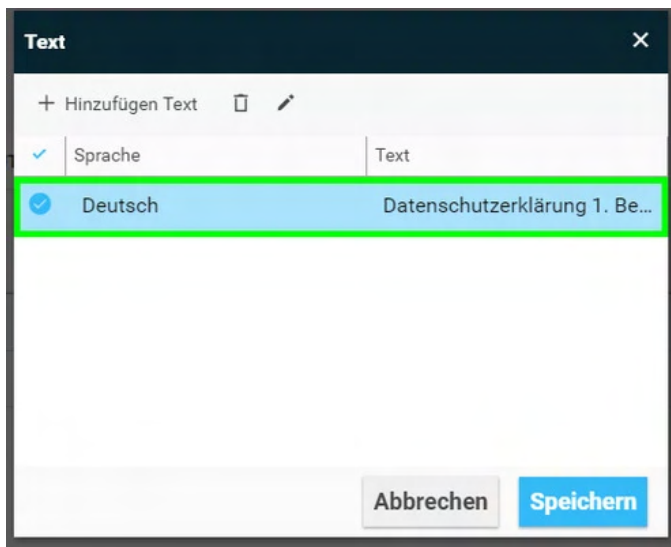 Text
Hinzufügen Text
Sprache Text
Deutsch Datenschutzerklärung 1. Be...
Abbrechen Speichern